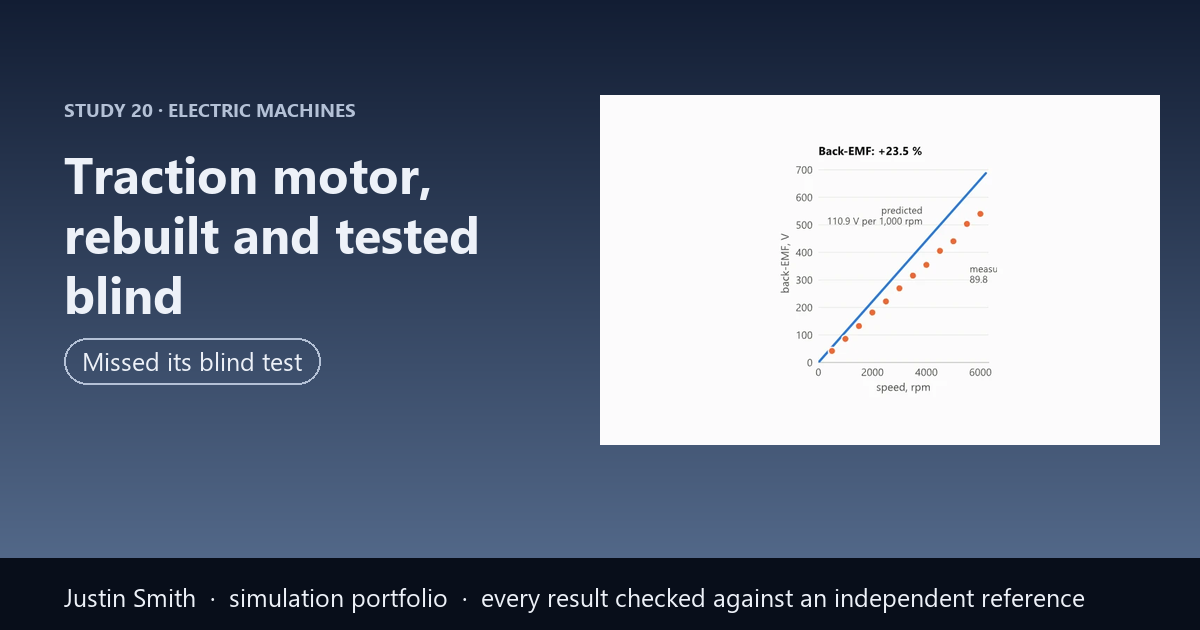 STUDY 20 · ELECTRIC MACHINES
Traction motor,
rebuilt and tested
blind
Missed its blind test
Back-EMF: +23.5 %
700
600
500
400
300
200
100
0
back-EMF, V
predicted
110.9 V per 1,000 rpm
measu
89.8
0 2000 4000 6000
speed, rpm
Justin Smith · simulation portfolio · every result checked against an independent reference